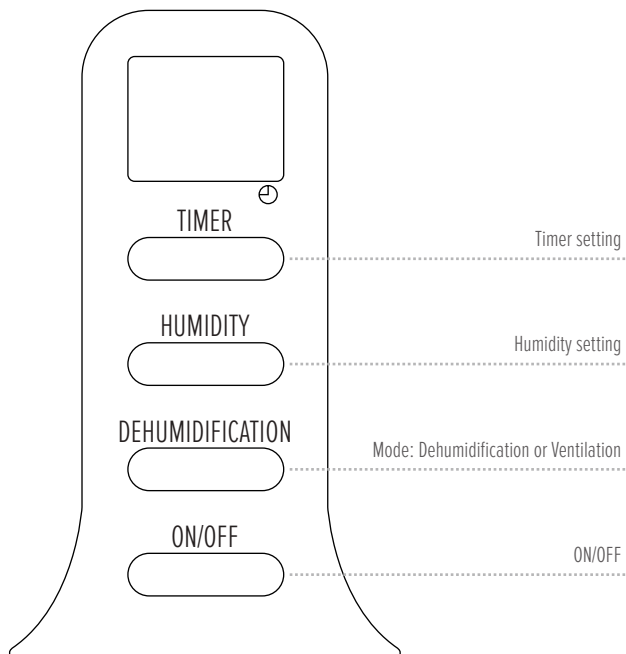 TIMER
Timer setting
HUMIDITY
Humidity setting
DEHUMIDIFICATION
Mode: Dehumidification or Ventilation
ON/OFF
ON/OFF